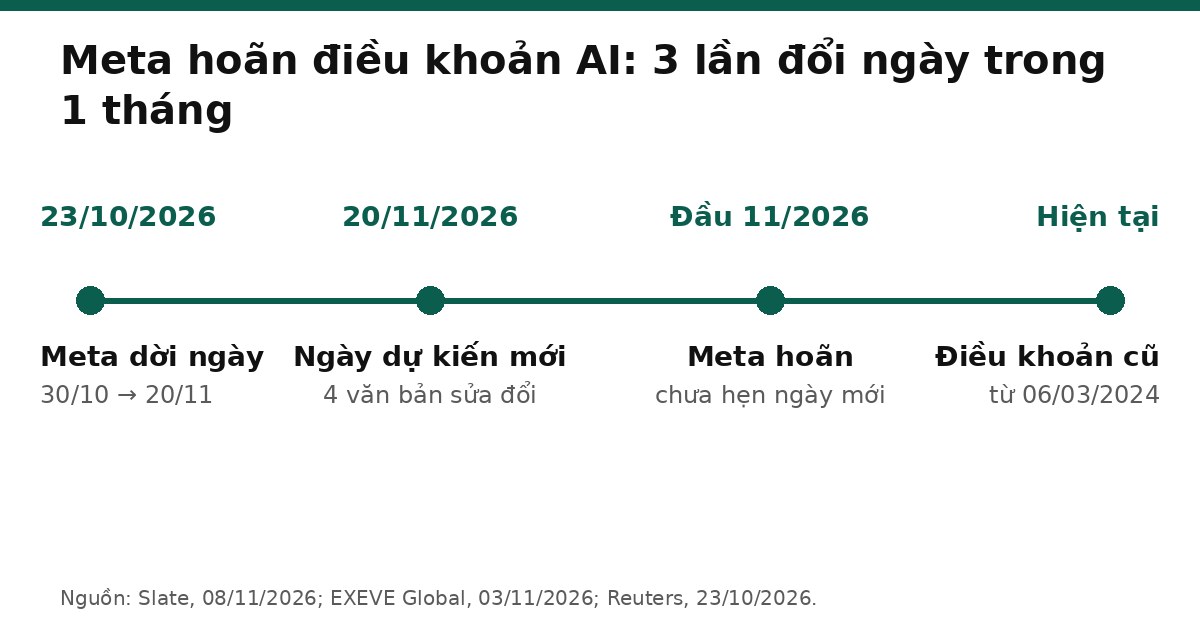 Meta hoãn điều khoản AI: 3 lần đổi ngày trong
1 tháng
23/10/2026
20/11/2026
Đầu 11/2026
Hiện tại
Meta dời ngày
Ngày dự kiến mới
Meta hoãn
Điều khoản cũ
30/10 → 20/11
4 văn bản sửa đổi
chưa hẹn ngày mới
từ 06/03/2024
Nguồn: Slate, 08/11/2026; EXEVE Global, 03/11/2026; Reuters, 23/10/2026.